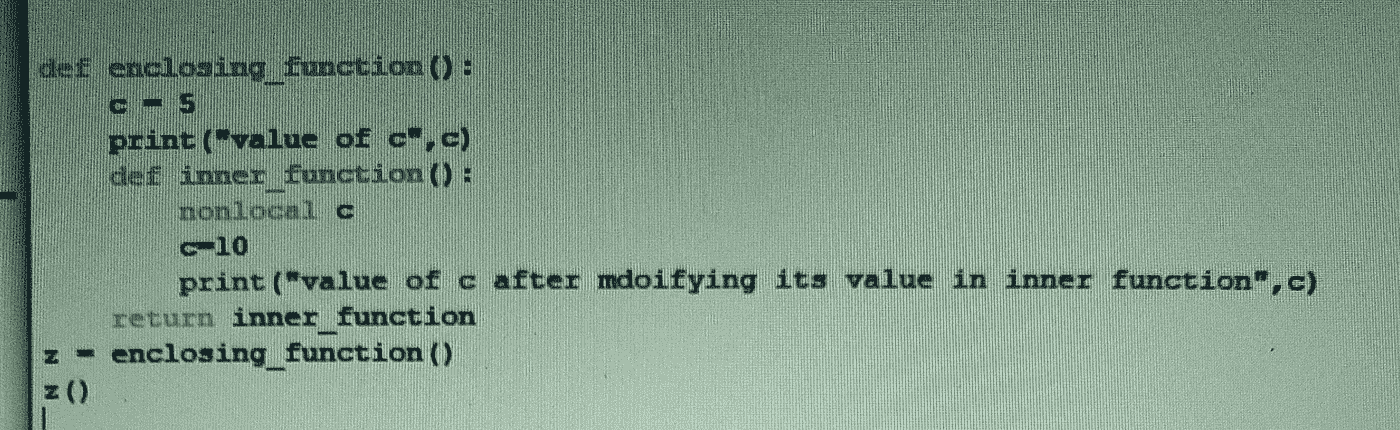 def enclosing_function():
    c = 5
    print("value of c",c)
    def inner_function():
        nonlocal c
        c=10
        print("value of c after mdoifying its value in inner function",c)
    return inner_function
z = enclosing_function()
z()